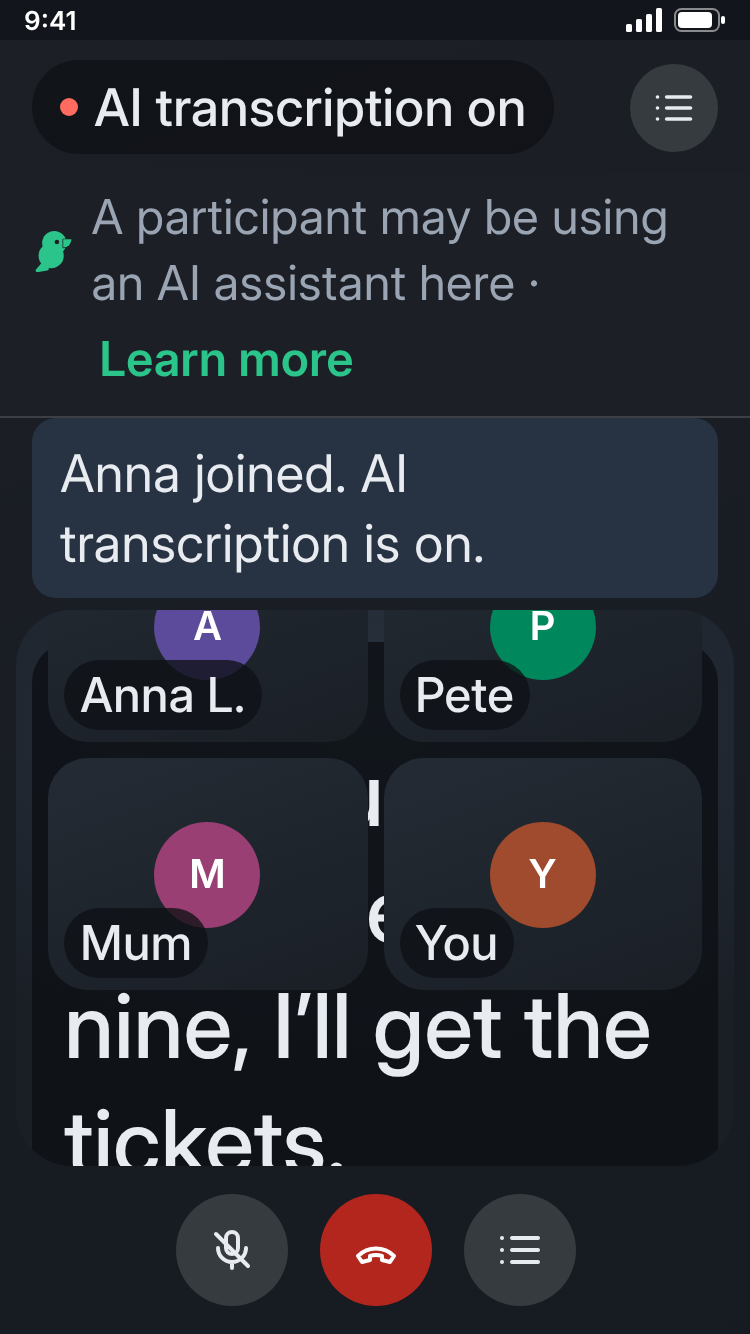 9:41
AI transcription on
A participant may be using
an AI assistant here ·
Learn more
Anna joined. AI
transcription is on.
A
P
Anna L.
Pete
M
Y
Mum
You
nine, I’ll get the
tickets.